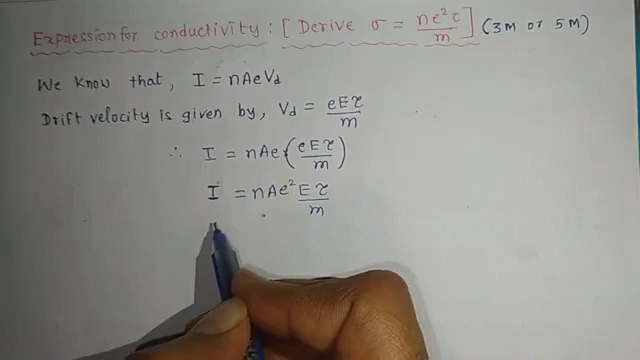 Expression for conductivity: [Derive σ = ne²τ/m] (3M or 5M)
We know that, I = nAeVd
Drift velocity is given by, Vd = eEτ/m
∴ I = nAe(eEτ/m)
I = nAe² Eτ/m